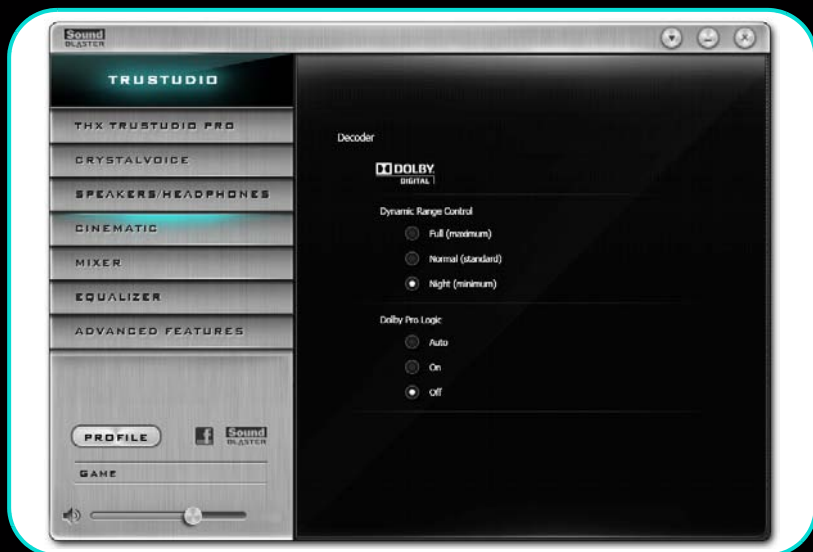 Sound
BLASTER
TRUSTUDIO
THX TRUSTUDIO PRO
CRYSTALVOICE
SPEAKERS/HEADPHONES
CINEMATIC
MIXER
EQUALIZER
ADVANCED FEATURES
PROFILE
f
Sound
BLASTER
GAME
Decoder
DOLBY
DIGITAL
Dynamic Range Control
Full (maximum)
Normal (standard)
Night (minimum)
Dolby Pro Logic
Auto
On
Off